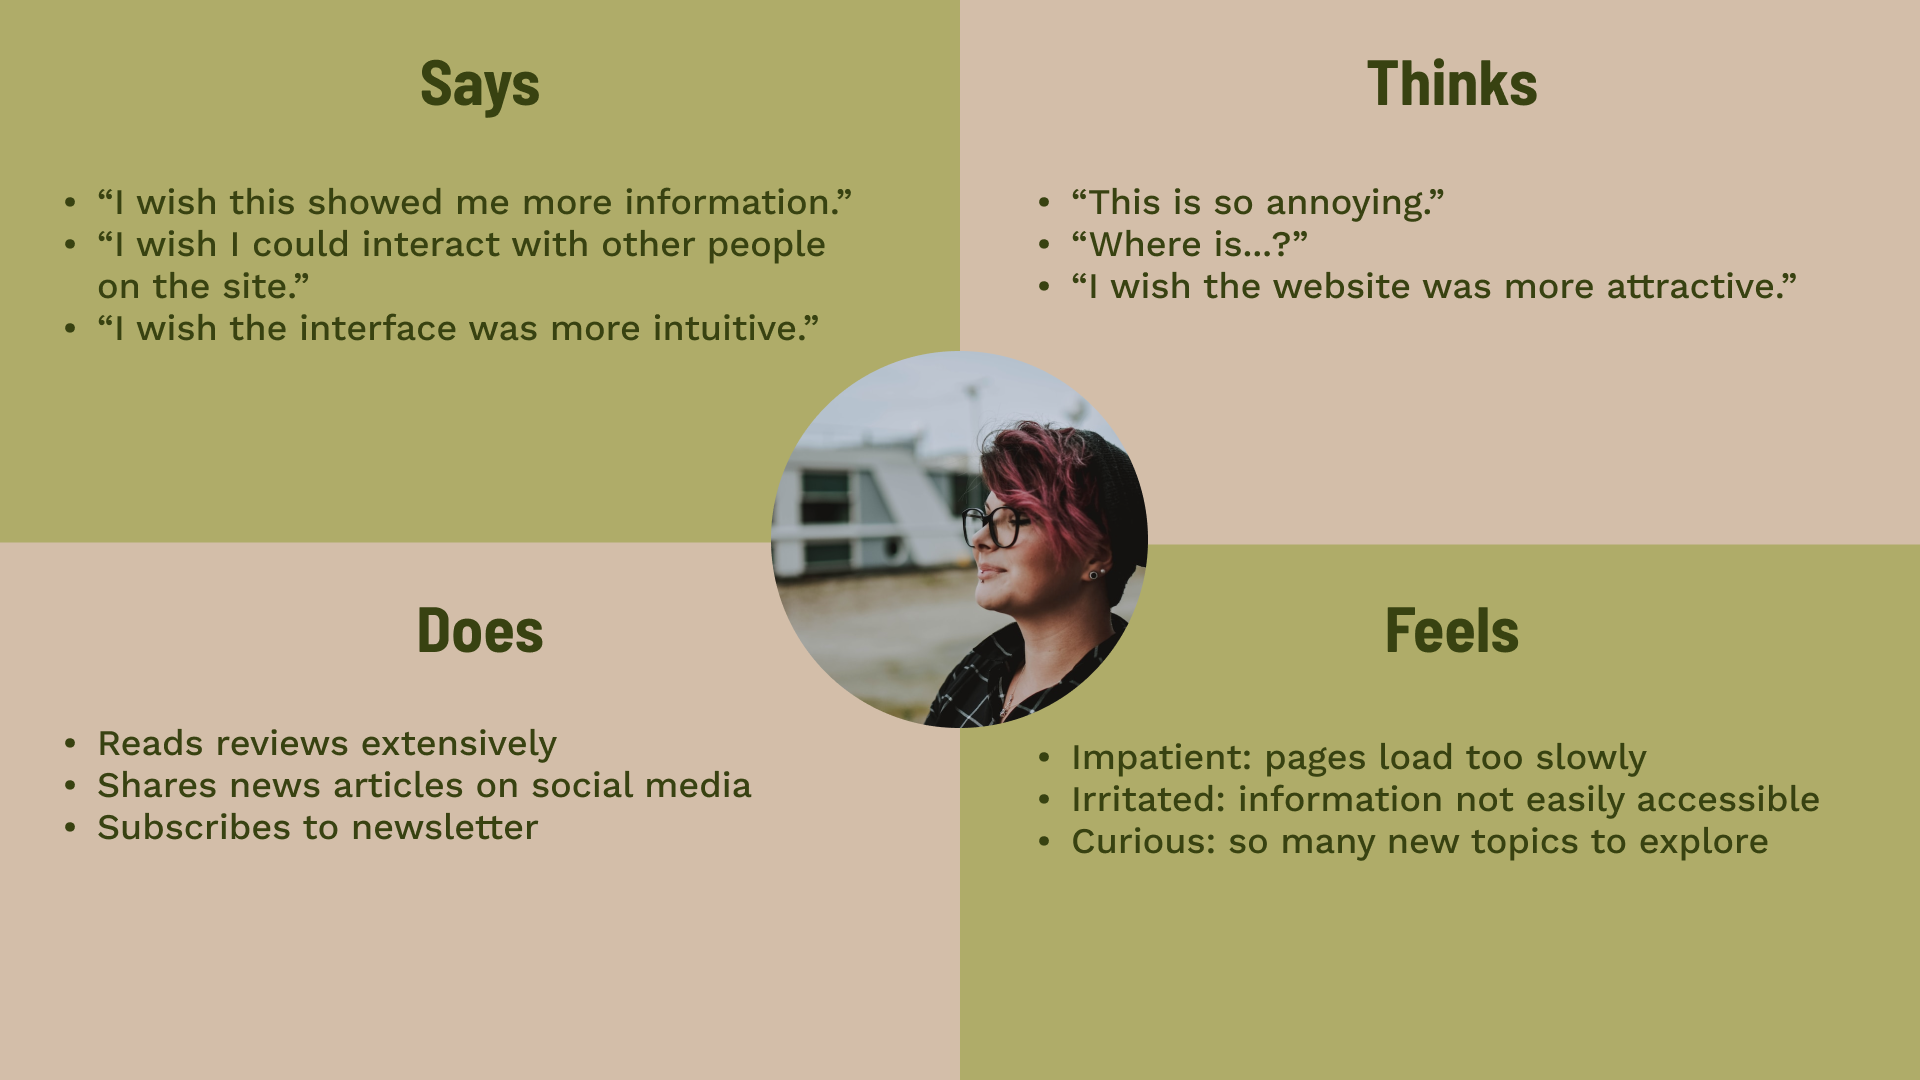 Says
• “I wish this showed me more information.”
• “I wish I could interact with other people
on the site.”
• “I wish the interface was more intuitive.”
Thinks
• “This is so annoying.”
• “Where is...?”
• “I wish the website was more attractive.”
Does
• Reads reviews extensively
• Shares news articles on social media
• Subscribes to newsletter
Feels
• Impatient: pages load too slowly
• Irritated: information not easily accessible
• Curious: so many new topics to explore